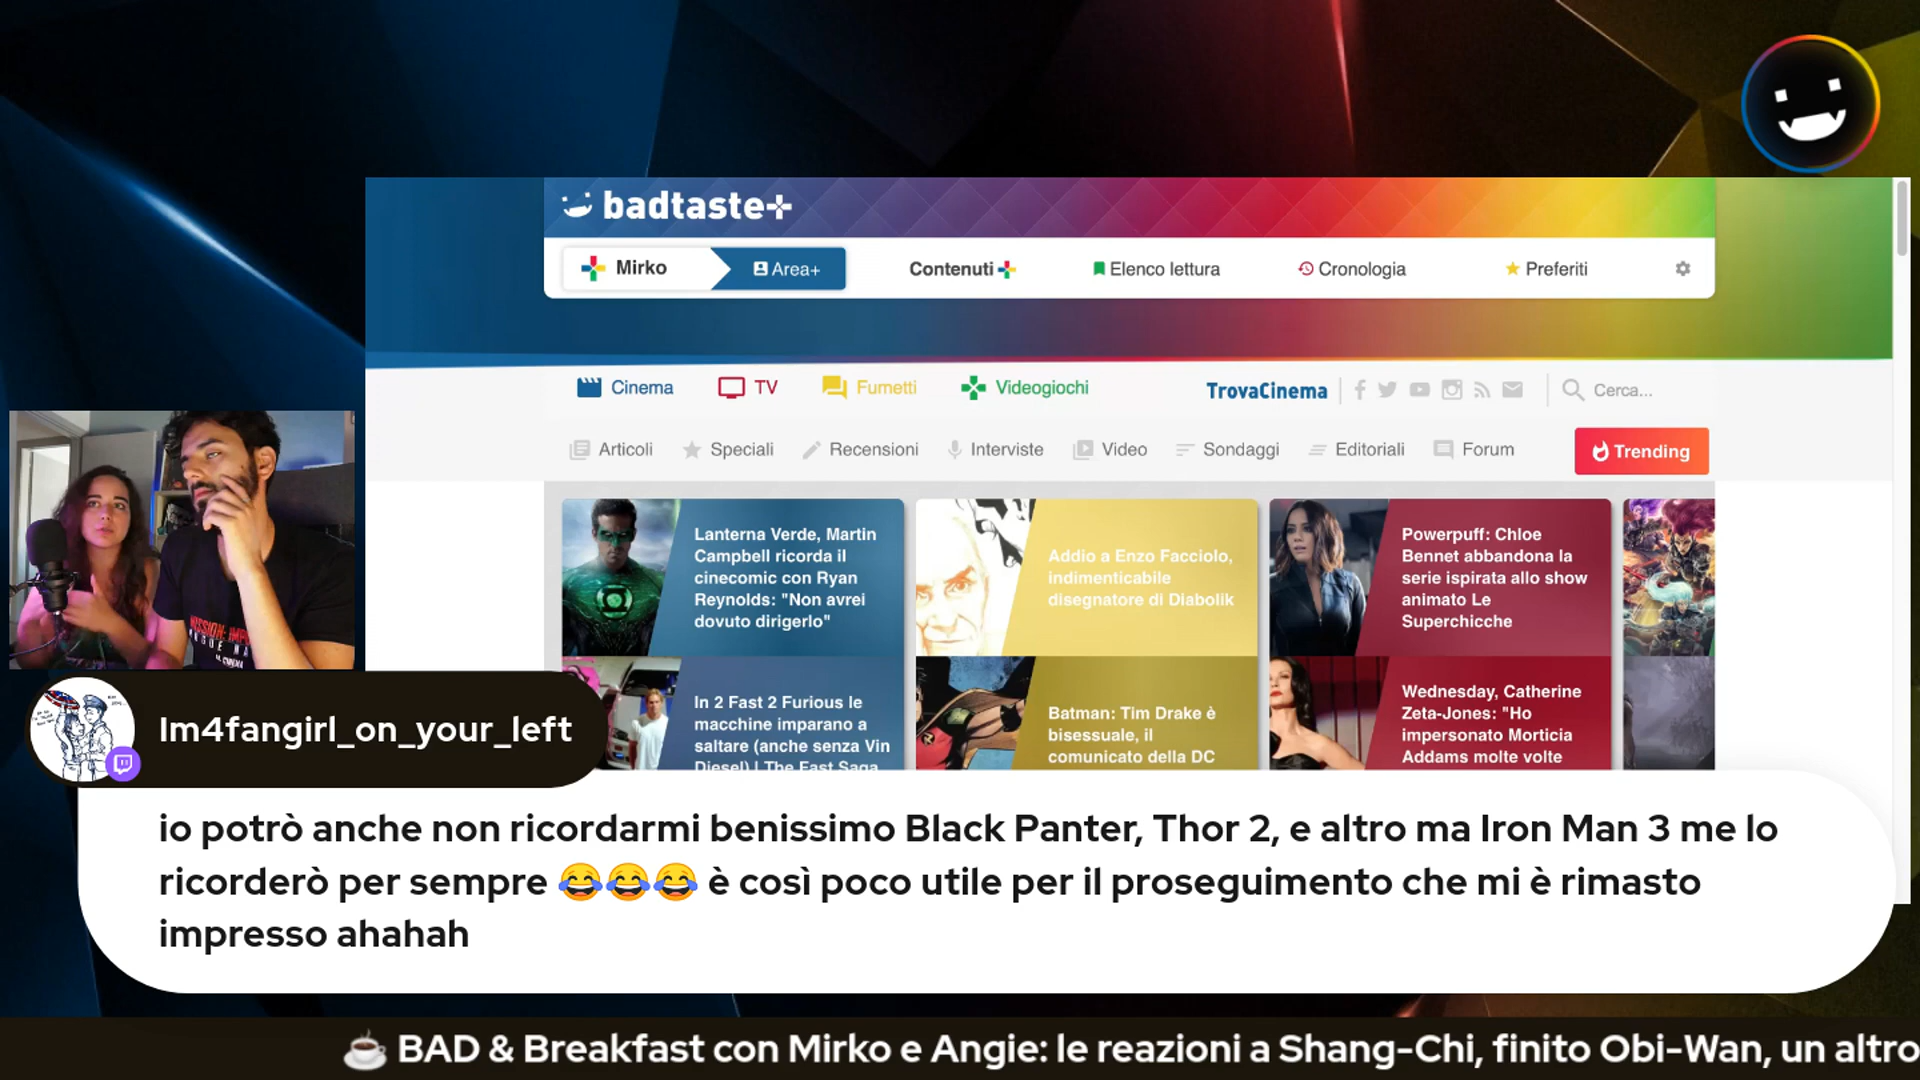 badtaste+
Mirko
Area+
Contenuti
Elenco lettura
Cronologia
Preferiti
Cinema
TV
Fumetti
Videogiochi
TrovaCinema
Cerca...
Articoli
Speciali
Recensioni
Interviste
Video
Sondaggi
Editoriali
Forum
Trending
Lanterna Verde, Martin
Campbell ricorda il
cinecomic con Ryan
Reynolds: "Non avrei
dovuto dirigerlo"
Addio a Enzo Facciolo,
indimenticabile
disegnatore di Diabolik
Powerpuff: Chloe
Bennet abbandona la
serie ispirata allo show
animato Le
Superchicche
In 2 Fast 2 Furious le
macchine imparano a
saltare (anche senza Vin
Diesel) | The Fast Saga
Batman: Tim Drake è
bisessuale, il
comunicato della DC
Wednesday, Catherine
Zeta-Jones: "Ho
impersonato Morticia
Addams molte volte
Im4fangirl_on_your_left
io potrò anche non ricordarmi benissimo Black Panter, Thor 2, e altro ma Iron Man 3 me lo
ricorderò per sempre 😂😂😂 è così poco utile per il proseguimento che mi è rimasto
impresso ahahah
☕ BAD & Breakfast con Mirko e Angie: le reazioni a Shang-Chi, finito Obi-Wan, un altro